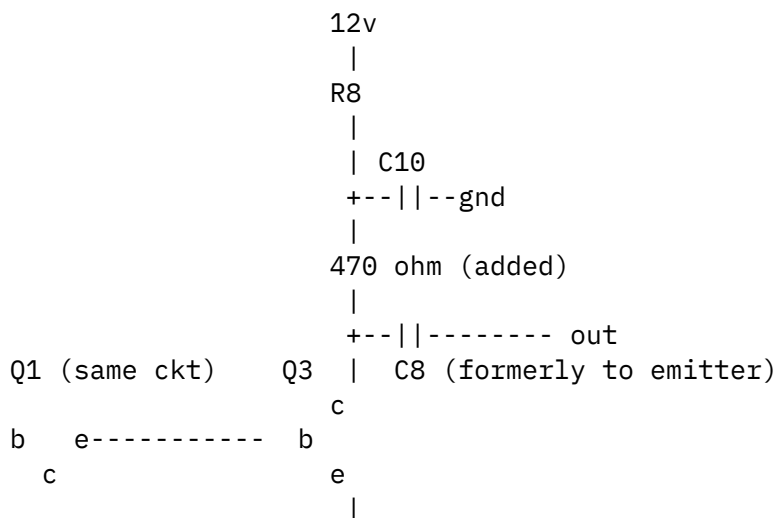 12v
|
R8
|
| C10
+--||--gnd
|
470 ohm (added)
|
+--||-------- out
Q1 (same ckt) Q3 | C8 (formerly to emitter)
c
b e----------- b
c e
|